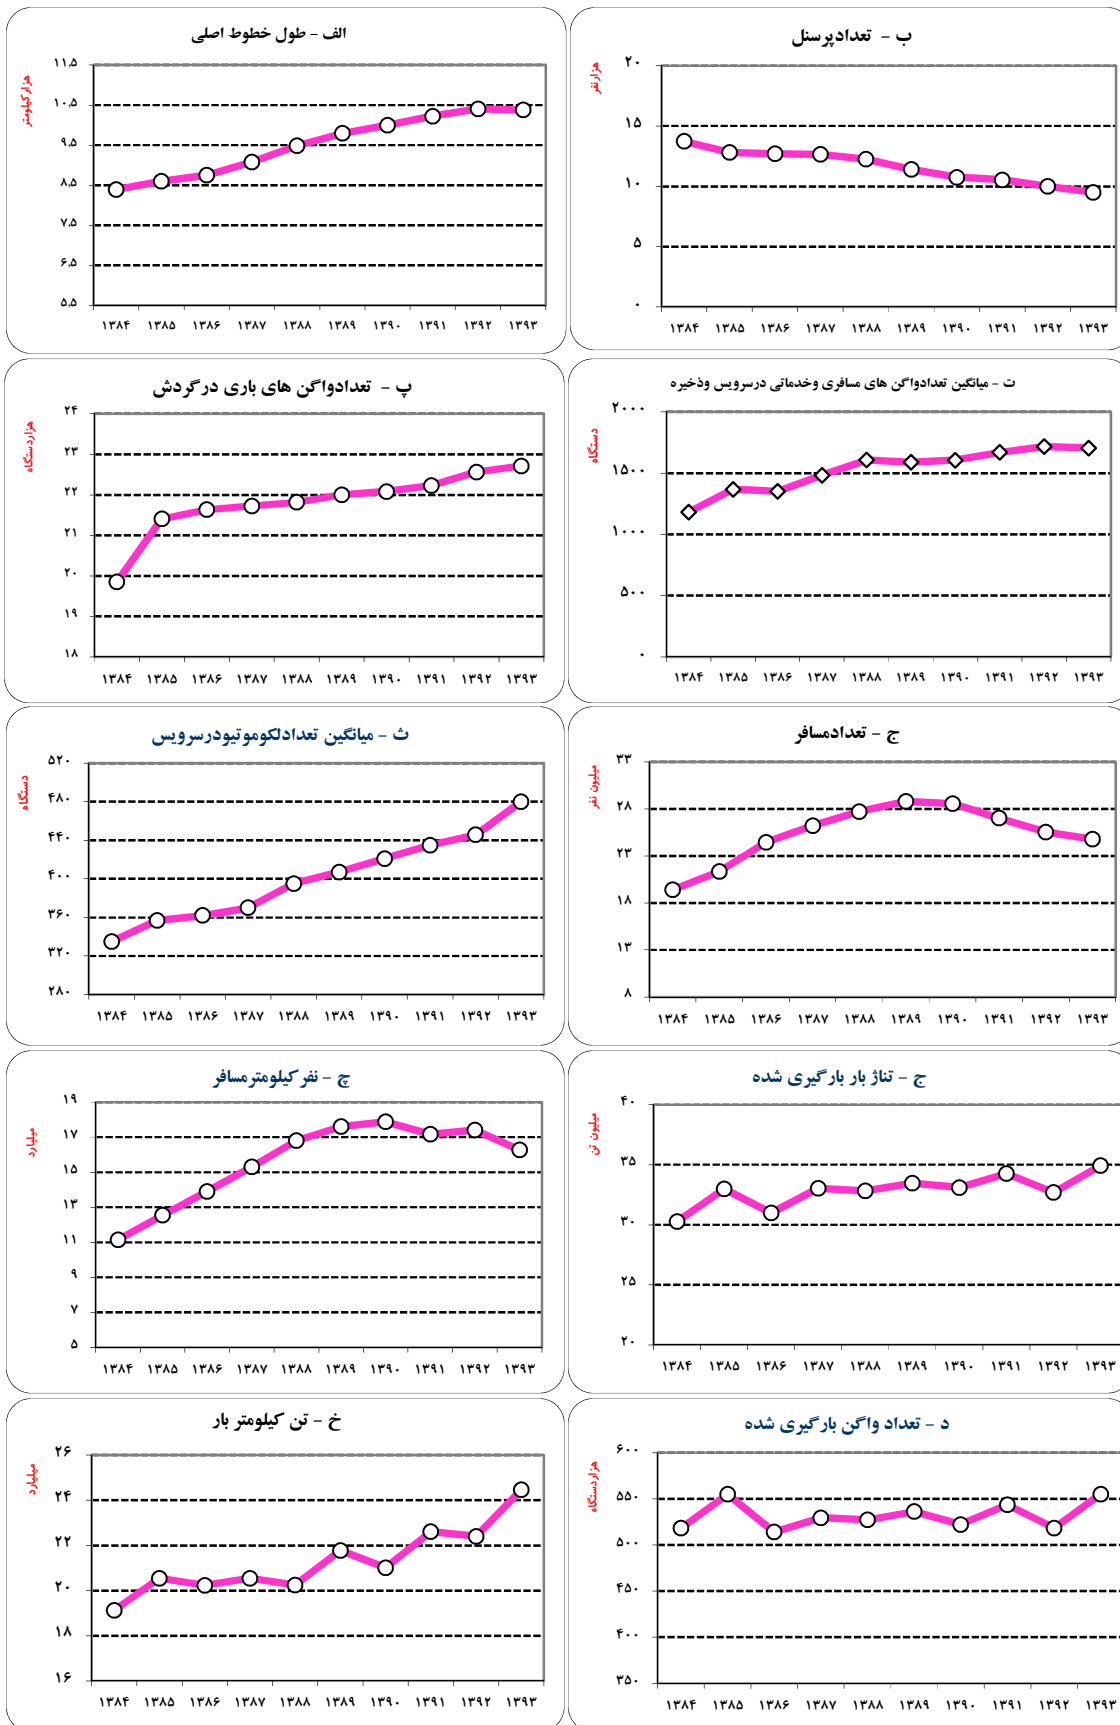 الف - طول خطوط اصلی
هزار کیلومتر
۱۱.۵
۱۰.۵
۹.۵
۸.۵
۷.۵
۶.۵
۵.۵
۱۳۸۴ ۱۳۸۵ ۱۳۸۶ ۱۳۸۷ ۱۳۸۸ ۱۳۸۹ ۱۳۹۰ ۱۳۹۱ ۱۳۹۲ ۱۳۹۳
ب - تعدادپرسنل
هزارنفر
۲۰
۱۵
۱۰
۵
۰
۱۳۸۴ ۱۳۸۵ ۱۳۸۶ ۱۳۸۷ ۱۳۸۸ ۱۳۸۹ ۱۳۹۰ ۱۳۹۱ ۱۳۹۲ ۱۳۹۳
پ - تعدادواگن های باری درگردش
هزاردستگاه
۲۴
۲۳
۲۲
۲۱
۲۰
۱۹
۱۸
۱۳۸۴ ۱۳۸۵ ۱۳۸۶ ۱۳۸۷ ۱۳۸۸ ۱۳۸۹ ۱۳۹۰ ۱۳۹۱ ۱۳۹۲ ۱۳۹۳
ت - میانگین تعدادواگن های مسافری وخدماتی درسرویس وذخیره
دستگاه
۲۰۰۰
۱۵۰۰
۱۰۰۰
۵۰۰
۰
۱۳۸۴ ۱۳۸۵ ۱۳۸۶ ۱۳۸۷ ۱۳۸۸ ۱۳۸۹ ۱۳۹۰ ۱۳۹۱ ۱۳۹۲ ۱۳۹۳
ث - میانگین تعدادلکوموتیودرسرویس
دستگاه
۵۲۰
۴۸۰
۴۴۰
۴۰۰
۳۶۰
۳۲۰
۲۸۰
۱۳۸۴ ۱۳۸۵ ۱۳۸۶ ۱۳۸۷ ۱۳۸۸ ۱۳۸۹ ۱۳۹۰ ۱۳۹۱ ۱۳۹۲ ۱۳۹۳
ج - تعدادمسافر
میلیون نفر
۳۳
۲۸
۲۳
۱۸
۱۳
۸
۱۳۸۴ ۱۳۸۵ ۱۳۸۶ ۱۳۸۷ ۱۳۸۸ ۱۳۸۹ ۱۳۹۰ ۱۳۹۱ ۱۳۹۲ ۱۳۹۳
چ - نفرکیلومترمسافر
میلیارد
۱۹
۱۷
۱۵
۱۳
۱۱
۹
۷
۵
۱۳۸۴ ۱۳۸۵ ۱۳۸۶ ۱۳۸۷ ۱۳۸۸ ۱۳۸۹ ۱۳۹۰ ۱۳۹۱ ۱۳۹۲ ۱۳۹۳
ج - تناژ بار بارگیری شده
میلیون تن
۴۰
۳۵
۳۰
۲۵
۲۰
۱۳۸۴ ۱۳۸۵ ۱۳۸۶ ۱۳۸۷ ۱۳۸۸ ۱۳۸۹ ۱۳۹۰ ۱۳۹۱ ۱۳۹۲ ۱۳۹۳
خ - تن کیلومتر بار
میلیارد
۲۶
۲۴
۲۲
۲۰
۱۸
۱۶
۱۳۸۴ ۱۳۸۵ ۱۳۸۶ ۱۳۸۷ ۱۳۸۸ ۱۳۸۹ ۱۳۹۰ ۱۳۹۱ ۱۳۹۲ ۱۳۹۳
د - تعداد واگن بارگیری شده
هزاردستگاه
۶۰۰
۵۵۰
۵۰۰
۴۵۰
۴۰۰
۳۵۰
۱۳۸۴ ۱۳۸۵ ۱۳۸۶ ۱۳۸۷ ۱۳۸۸ ۱۳۸۹ ۱۳۹۰ ۱۳۹۱ ۱۳۹۲ ۱۳۹۳